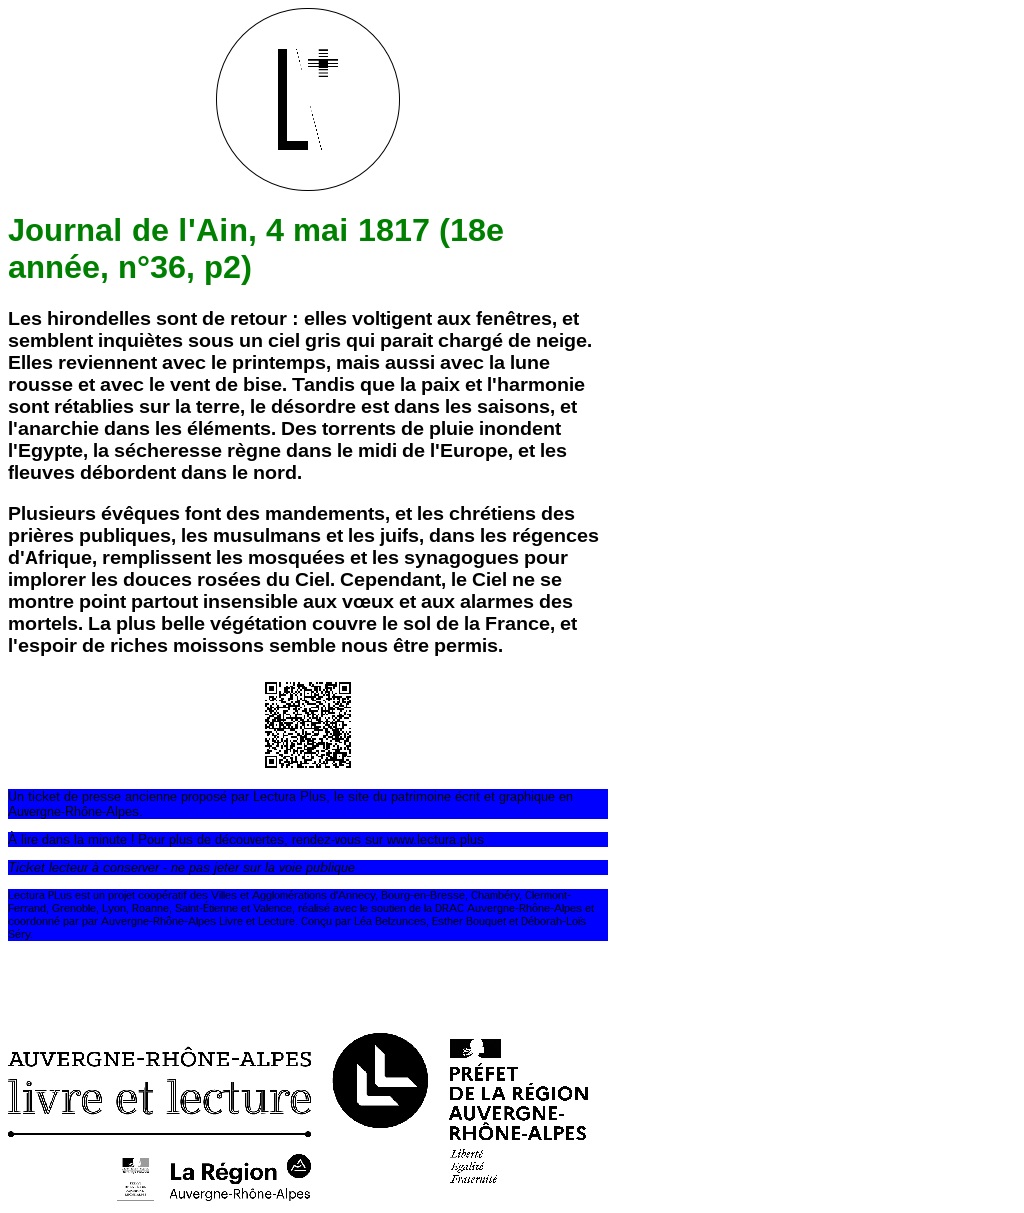 L+
Journal de l'Ain, 4 mai 1817 (18e
année, n°36, p2)
Les hirondelles sont de retour : elles voltigent aux fenêtres, et
semblent inquiètes sous un ciel gris qui parait chargé de neige.
Elles reviennent avec le printemps, mais aussi avec la lune
rousse et avec le vent de bise. Tandis que la paix et l'harmonie
sont rétablies sur la terre, le désordre est dans les saisons, et
l'anarchie dans les éléments. Des torrents de pluie inondent
l'Egypte, la sécheresse règne dans le midi de l'Europe, et les
fleuves débordent dans le nord.
Plusieurs évêques font des mandements, et les chrétiens des
prières publiques, les musulmans et les juifs, dans les régences
d'Afrique, remplissent les mosquées et les synagogues pour
implorer les douces rosées du Ciel. Cependant, le Ciel ne se
montre point partout insensible aux vœux et aux alarmes des
mortels. La plus belle végétation couvre le sol de la France, et
l'espoir de riches moissons semble nous être permis.
Un ticket de presse ancienne proposé par Lectura Plus, le site du patrimoine écrit et graphique en
Auvergne-Rhône-Alpes.
À lire dans la minute ! Pour plus de découvertes, rendez vous sur www.lectura.plus
Ticket lecteur à conserver - ne pas jeter sur la voie publique
Lectura PLus est un projet coopératif des Villes et Agglomérations d'Annecy, Bourg-en-Bresse, Chambéry, Clermont-
Ferrand, Grenoble, Lyon, Roanne, Saint-Étienne et Valence, réalisé avec le soutien de la DRAC Auvergne-Rhône-Alpes et
coordonné par par Auvergne-Rhône-Alpes Livre et Lecture. Conçu par Léa Belzunces, Esther Bouquet et Déborah-Loïs
Séry.
AUVERGNE-RHÔNE-ALPES
livre et lecture
La Région
Auvergne-Rhône-Alpes
PRÉFET
DE LA RÉGION
AUVERGNE-
RHÔNE-ALPES
Liberté
Égalité
Fraternité